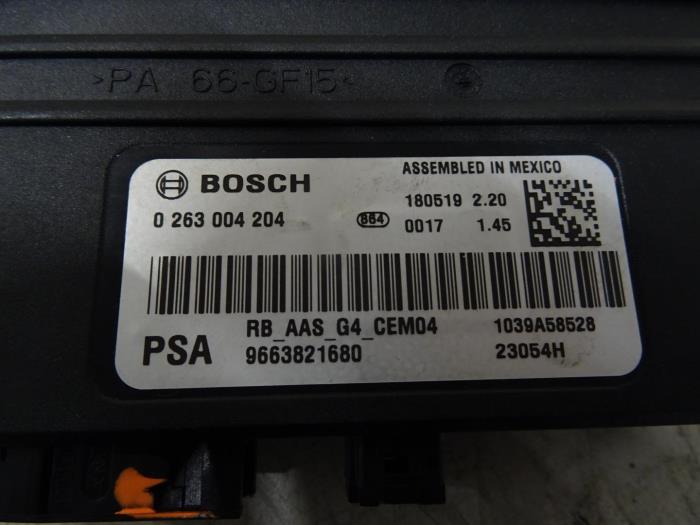 >PA 66-GF15<
BOSCH
ASSEMBLED IN MEXICO
0 263 004 204
864
180519 2.20
0017 1.45
PSA
RB_AAS_G4_CEM04
9663821680
1039A58528
23054H